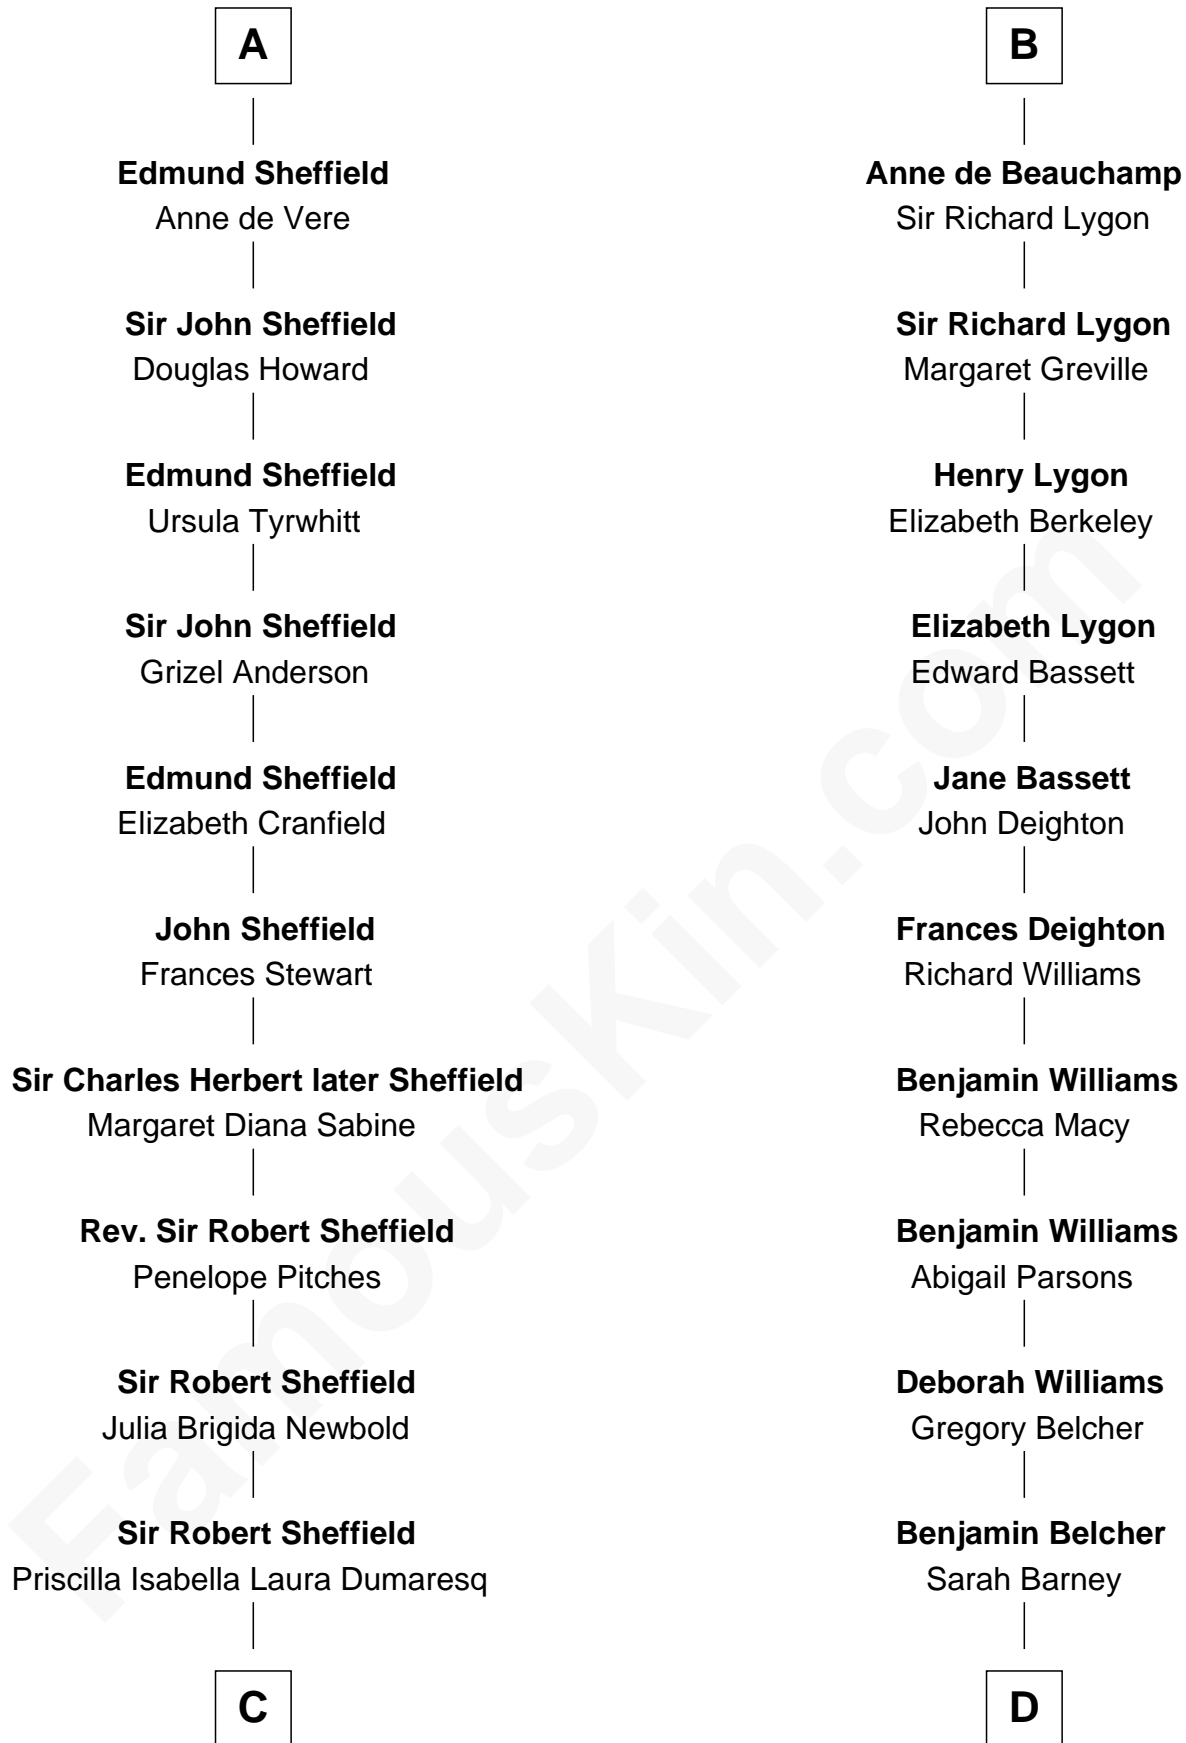 A
Edmund Sheffield
Anne de Vere
Sir John Sheffield
Douglas Howard
Edmund Sheffield
Ursula Tyrwhitt
Sir John Sheffield
Grizel Anderson
Edmund Sheffield
Elizabeth Cranfield
John Sheffield
Frances Stewart
Sir Charles Herbert later Sheffield
Margaret Diana Sabine
Rev. Sir Robert Sheffield
Penelope Pitches
Sir Robert Sheffield
Julia Brigida Newbold
Sir Robert Sheffield
Priscilla Isabella Laura Dumaresq
C
B
Anne de Beauchamp
Sir Richard Lygon
Sir Richard Lygon
Margaret Greville
Henry Lygon
Elizabeth Berkeley
Elizabeth Lygon
Edward Bassett
Jane Bassett
John Deighton
Frances Deighton
Richard Williams
Benjamin Williams
Rebecca Macy
Benjamin Williams
Abigail Parsons
Deborah Williams
Gregory Belcher
Benjamin Belcher
Sarah Barney
D
FamousKin.com